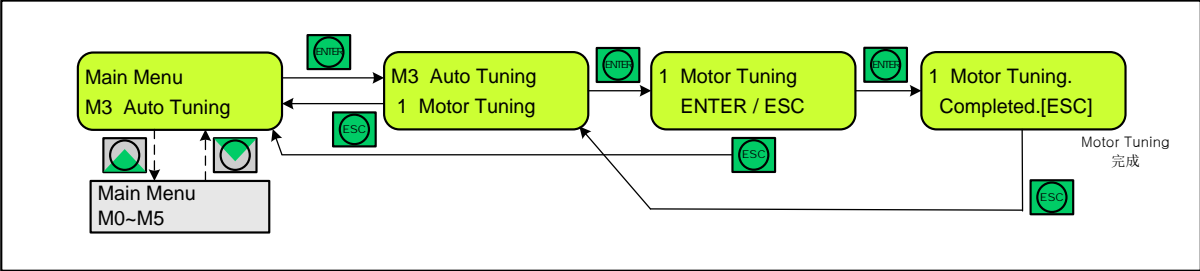 Main Menu
M3 Auto Tuning
ENTER
ESC
M3 Auto Tuning
1 Motor Tuning
ENTER
1 Motor Tuning
ENTER / ESC
ENTER
1 Motor Tuning.
Completed.[ESC]
Motor Tuning
完成
ESC
ESC
Main Menu
M0~M5